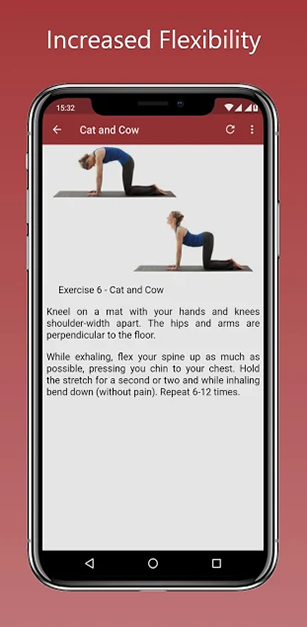 Increased Flexibility
15:32
Cat and Cow
Exercise 6 - Cat and Cow
Kneel on a mat with your hands and knees
shoulder-width apart. The hips and arms are
perpendicular to the floor.
While exhaling, flex your spine up as much as
possible, pressing you chin to your chest. Hold
the stretch for a second or two and while inhaling
bend down (without pain). Repeat 6-12 times.